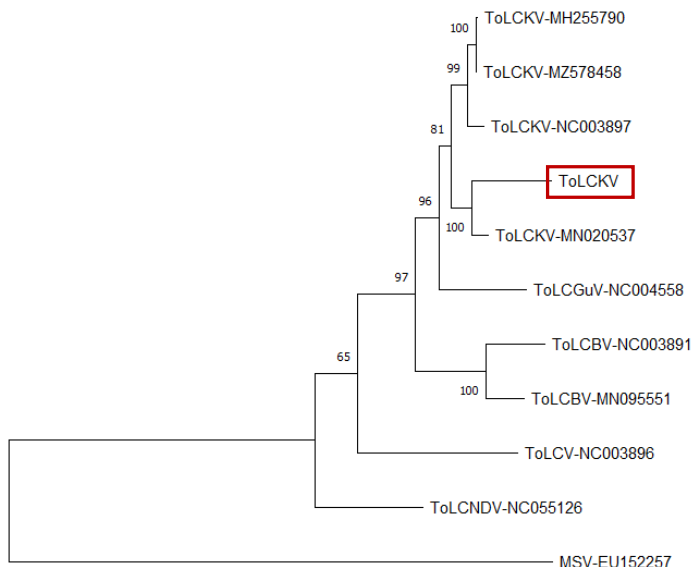 ToLCKV-MH255790
100
ToLCKV-MZ578458
99
ToLCKV-NC003897
81
ToLCKV
96
100
ToLCKV-MN020537
97
ToLCGuV-NC004558
ToLCBV-NC003891
65
100
ToLCBV-MN095551
ToLCV-NC003896
ToLCNDV-NC055126
MSV-EU152257